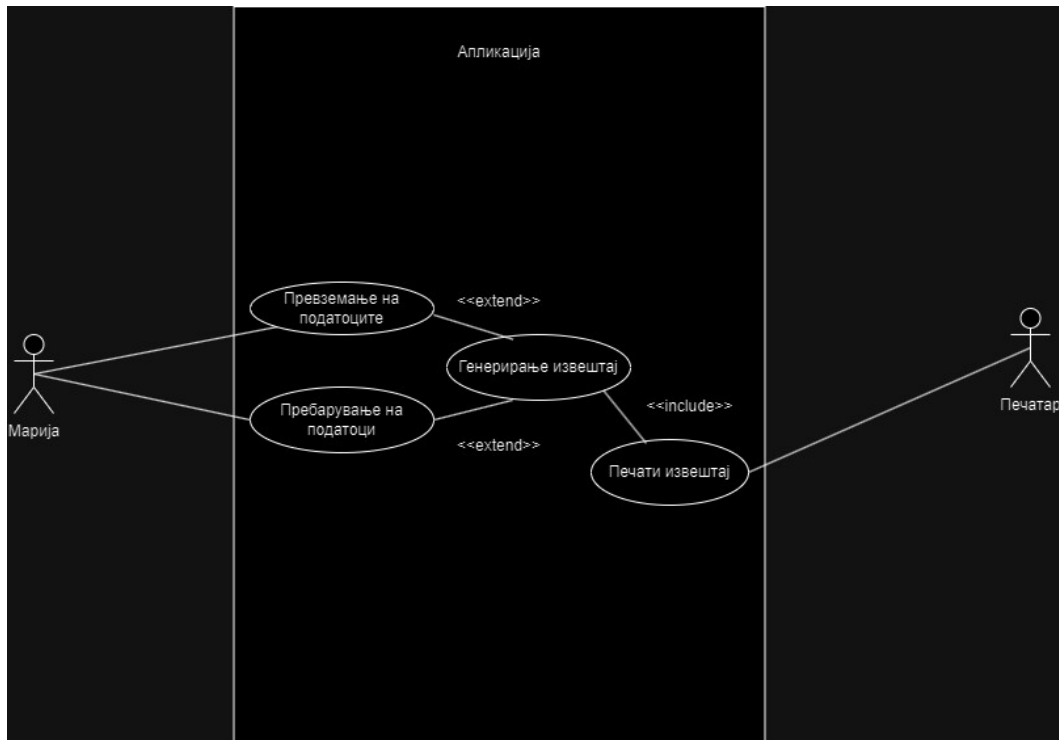 Апликација
Превземање на
податоците
<<extend>>
Генерирање извештај
Пребарување на
податоци
<<extend>>
<<include>>
Печати извештај
Марија
Печатар